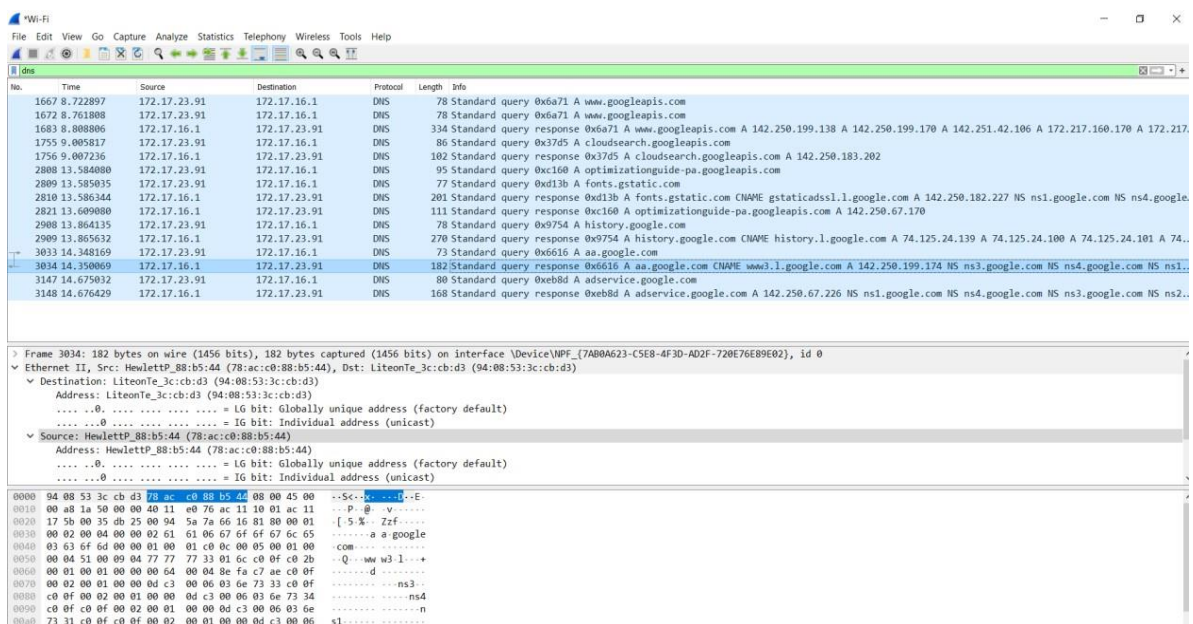 *Wi-Fi
File Edit View Go Capture Analyze Statistics Telephony Wireless Tools Help
dns
No. Time Source Destination Protocol Length Info
1667 8.722897 172.17.23.91 172.17.16.1 DNS 78 Standard query 0x6a71 A www.googleapis.com
1672 8.761808 172.17.23.91 172.17.16.1 DNS 78 Standard query 0x6a71 A www.googleapis.com
1683 8.808806 172.17.16.1 172.17.23.91 DNS 334 Standard query response 0x6a71 A www.googleapis.com A 142.250.199.138 A 142.250.199.170 A 142.251.42.106 A 172.217.160.170 A 172.217.
1755 9.005817 172.17.23.91 172.17.16.1 DNS 86 Standard query 0x37d5 A cloudsearch.googleapis.com
1756 9.007236 172.17.16.1 172.17.23.91 DNS 102 Standard query response 0x37d5 A cloudsearch.googleapis.com A 142.250.183.202
2808 13.584080 172.17.23.91 172.17.16.1 DNS 95 Standard query 0xc160 A optimizationguide-pa.googleapis.com
2809 13.585035 172.17.23.91 172.17.16.1 DNS 77 Standard query 0xd13b A fonts.gstatic.com
2810 13.586344 172.17.16.1 172.17.23.91 DNS 201 Standard query response 0xd13b A fonts.gstatic.com CNAME gstaticadssl.l.google.com A 142.250.182.227 NS ns1.google.com NS ns4.google.
2821 13.609080 172.17.16.1 172.17.23.91 DNS 111 Standard query response 0xc160 A optimizationguide-pa.googleapis.com A 142.250.67.170
2908 13.864135 172.17.23.91 172.17.16.1 DNS 78 Standard query 0x9754 A history.google.com
2909 13.865632 172.17.16.1 172.17.23.91 DNS 270 Standard query response 0x9754 A history.google.com CNAME history.l.google.com A 74.125.24.139 A 74.125.24.100 A 74.125.24.101 A 74..
3033 14.348169 172.17.23.91 172.17.16.1 DNS 73 Standard query 0x6616 A aa.google.com
3034 14.350069 172.17.16.1 172.17.23.91 DNS 182 Standard query response 0x6616 A aa.google.com CNAME www3.l.google.com A 142.250.199.174 NS ns3.google.com NS ns4.google.com NS ns1..
3147 14.675032 172.17.23.91 172.17.16.1 DNS 80 Standard query 0xeb8d A adservice.google.com
3148 14.676429 172.17.16.1 172.17.23.91 DNS 168 Standard query response 0xeb8d A adservice.google.com A 142.250.67.226 NS ns1.google.com NS ns4.google.com NS ns3.google.com NS ns2..
Frame 3034: 182 bytes on wire (1456 bits), 182 bytes captured (1456 bits) on interface \Device\NPF_{7AB0A623-C5E8-4F3D-AD2F-720E76E89E02}, id 0
Ethernet II, Src: HewlettP_88:b5:44 (78:ac:c0:88:b5:44), Dst: LiteonTe_3c:cb:d3 (94:08:53:3c:cb:d3)
Destination: LiteonTe_3c:cb:d3 (94:08:53:3c:cb:d3)
Address: LiteonTe_3c:cb:d3 (94:08:53:3c:cb:d3)
.... ..0. .... .... .... .... = LG bit: Globally unique address (factory default)
.... ...0 .... .... .... .... = IG bit: Individual address (unicast)
Source: HewlettP_88:b5:44 (78:ac:c0:88:b5:44)
Address: HewlettP_88:b5:44 (78:ac:c0:88:b5:44)
.... ..0. .... .... .... .... = LG bit: Globally unique address (factory default)
.... ...0 .... .... .... .... = IG bit: Individual address (unicast)
0000 94 08 53 3c cb d3 78 ac c0 88 b5 44 08 00 45 00 ··S<··x· ···D··E·
0010 00 a8 1a 50 00 00 40 11 e0 76 ac 11 10 01 ac 11 ···P··@· ·v······
0020 17 5b 00 35 db 25 00 94 5a 7a 66 16 81 80 00 01 ·[·5·%·· Zzf·····
0030 00 02 00 04 00 00 02 61 61 06 67 6f 6f 67 6c 65 ·······a a·google
0040 03 63 6f 6d 00 00 01 00 01 c0 0c 00 05 00 01 00 ·com···· ········
0050 00 04 51 00 09 04 77 77 77 33 01 6c c0 0f c0 2b ··Q···ww w3·l···+
0060 00 01 00 01 00 00 00 64 00 04 8e fa c7 ae c0 0f ·······d ········
0070 00 02 00 01 00 00 0d c3 00 06 03 6e 73 33 c0 0f ········ ···ns3··
0080 c0 0f 00 02 00 01 00 00 0d c3 00 06 03 6e 73 34 ········ ·····ns4
0090 c0 0f c0 0f 00 02 00 01 00 00 0d c3 00 06 03 6e ········ ·······n
00a0 73 31 c0 0f c0 0f 00 02 00 01 00 00 0d c3 00 06 s1······ ········